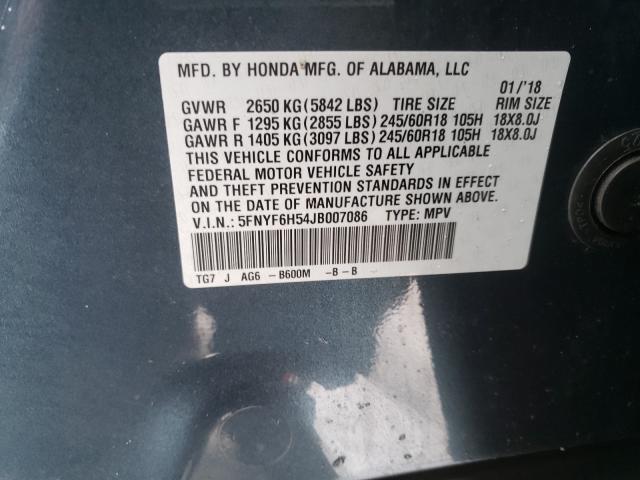 MFD. BY HONDA MFG. OF ALABAMA, LLC
01/'18
GVWR 2650 KG(5842 LBS) TIRE SIZE RIM SIZE
GAWR F 1295 KG(2855 LBS)245/60R18 105H 18X8.0J
GAWR R 1405 KG(3097 LBS)245/60R18 105H 18X8.0J
THIS VEHICLE CONFORMS TO ALL APPLICABLE
FEDERAL MOTOR VEHICLE SAFETY
AND THEFT PREVENTION STANDARDS IN EFFECT
ON THE DATE OF MANUFACTURE SHOWN ABOVE.
V.I.N.: 5FNYF6H54JB007086 TYPE: MPV
TG7 J AG6 -B600M -B-B